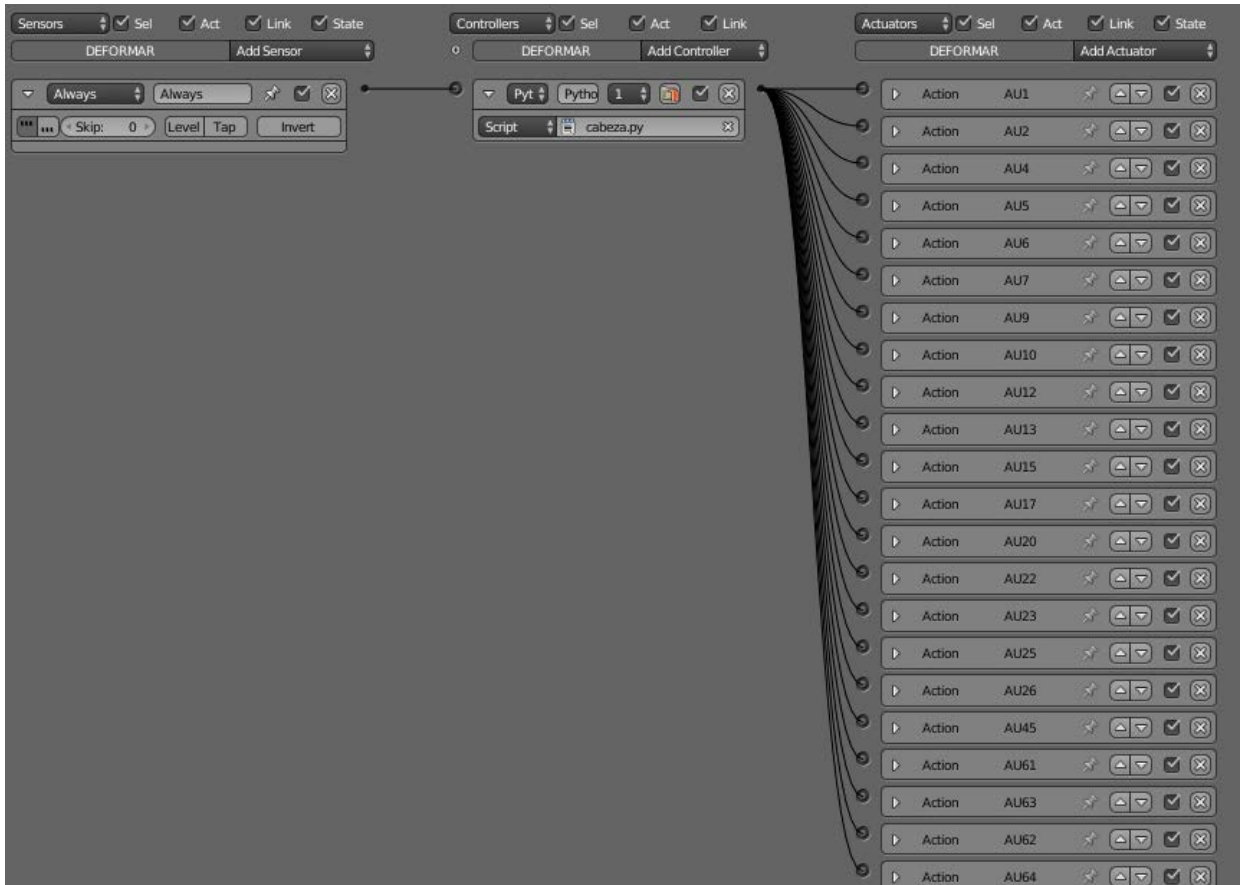 Sensors Sel Act Link State Controllers Sel Act Link Actuators Sel Act Link State
DEFORMAR Add Sensor DEFORMAR Add Controller DEFORMAR Add Actuator
Always Always Pyt Pytho 1 Action AU1
Skip: 0 Level Tap Invert Script cabeza.py Action AU2
Action AU4
Action AU5
Action AU6
Action AU7
Action AU9
Action AU10
Action AU12
Action AU13
Action AU15
Action AU17
Action AU20
Action AU22
Action AU23
Action AU25
Action AU26
Action AU45
Action AU61
Action AU63
Action AU62
Action AU64